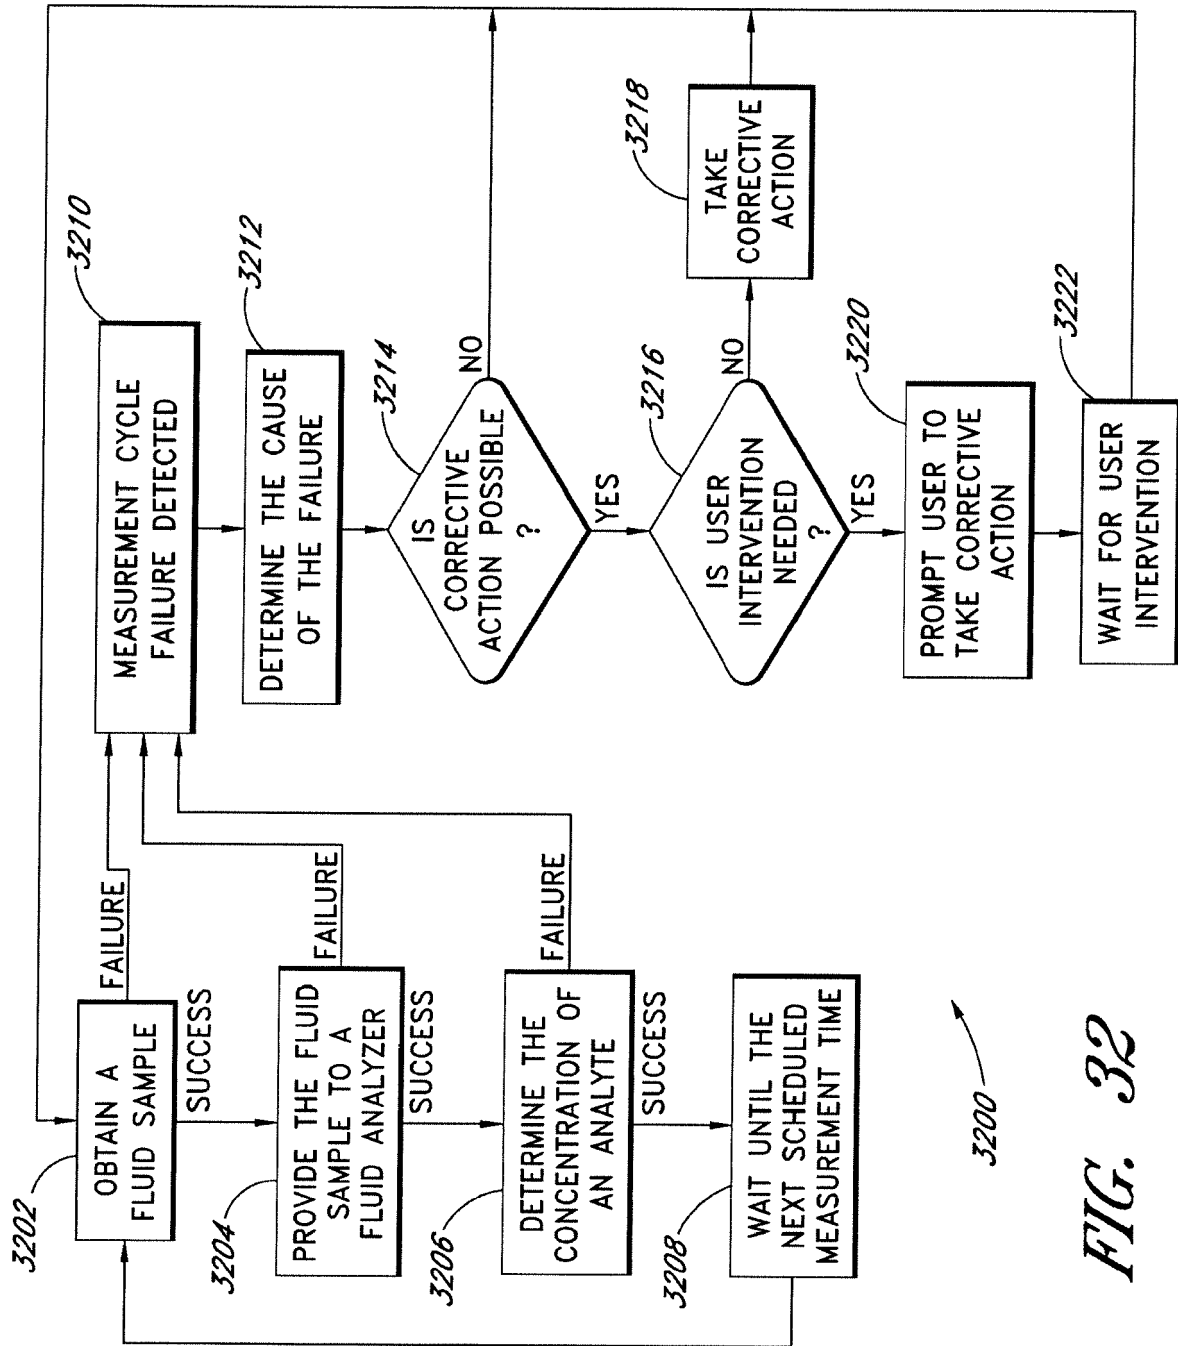 3202
OBTAIN A
FLUID SAMPLE
FAILURE
SUCCESS
3204
PROVIDE THE FLUID
SAMPLE TO A
FLUID ANALYZER
FAILURE
SUCCESS
3206
DETERMINE THE
CONCENTRATION OF
AN ANALYTE
FAILURE
SUCCESS
3208
WAIT UNTIL THE
NEXT SCHEDULED
MEASUREMENT TIME
3210
MEASUREMENT CYCLE
FAILURE DETECTED
3212
DETERMINE THE CAUSE
OF THE FAILURE
3214
IS
CORRECTIVE
ACTION POSSIBLE
?
NO
YES
3216
IS USER
INTERVENTION
NEEDED
?
NO
YES
3218
TAKE
CORRECTIVE
ACTION
3220
PROMPT USER TO
TAKE CORRECTIVE
ACTION
3222
WAIT FOR USER
INTERVENTION
3200
FIG. 32